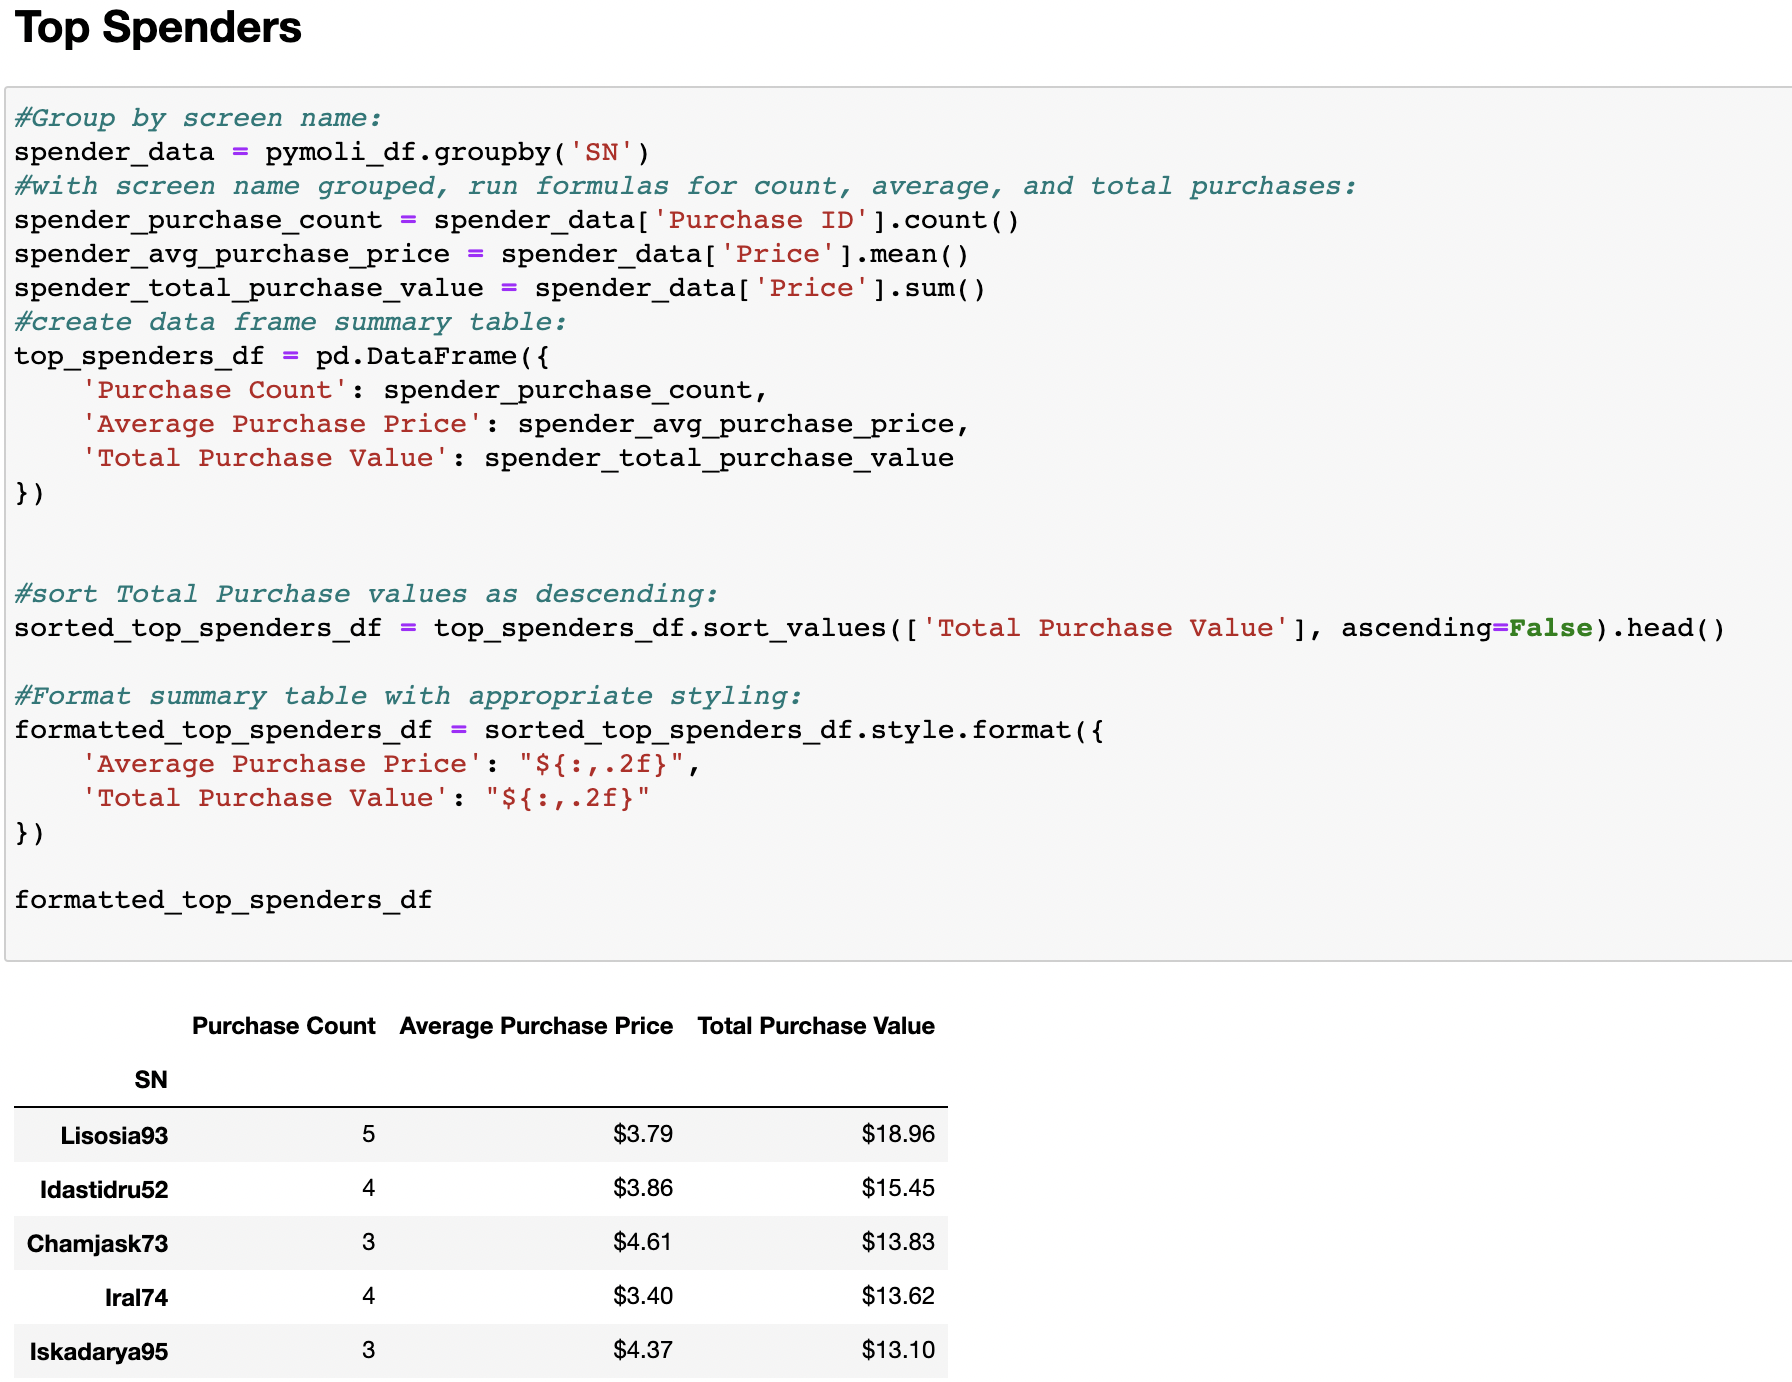 Top Spenders
#Group by screen name:
spender_data = pymoli_df.groupby('SN')
#with screen name grouped, run formulas for count, average, and total purchases:
spender_purchase_count = spender_data['Purchase ID'].count()
spender_avg_purchase_price = spender_data['Price'].mean()
spender_total_purchase_value = spender_data['Price'].sum()
#create data frame summary table:
top_spenders_df = pd.DataFrame({
    'Purchase Count': spender_purchase_count,
    'Average Purchase Price': spender_avg_purchase_price,
    'Total Purchase Value': spender_total_purchase_value
})
#sort Total Purchase values as descending:
sorted_top_spenders_df = top_spenders_df.sort_values(['Total Purchase Value'], ascending=False).head()
#Format summary table with appropriate styling:
formatted_top_spenders_df = sorted_top_spenders_df.style.format({
    'Average Purchase Price': "${:,.2f}",
    'Total Purchase Value': "${:,.2f}"
})
formatted_top_spenders_df
Purchase Count Average Purchase Price Total Purchase Value
SN
Lisosia93 5 $3.79 $18.96
Idastidru52 4 $3.86 $15.45
Chamjask73 3 $4.61 $13.83
Iral74 4 $3.40 $13.62
Iskadarya95 3 $4.37 $13.10